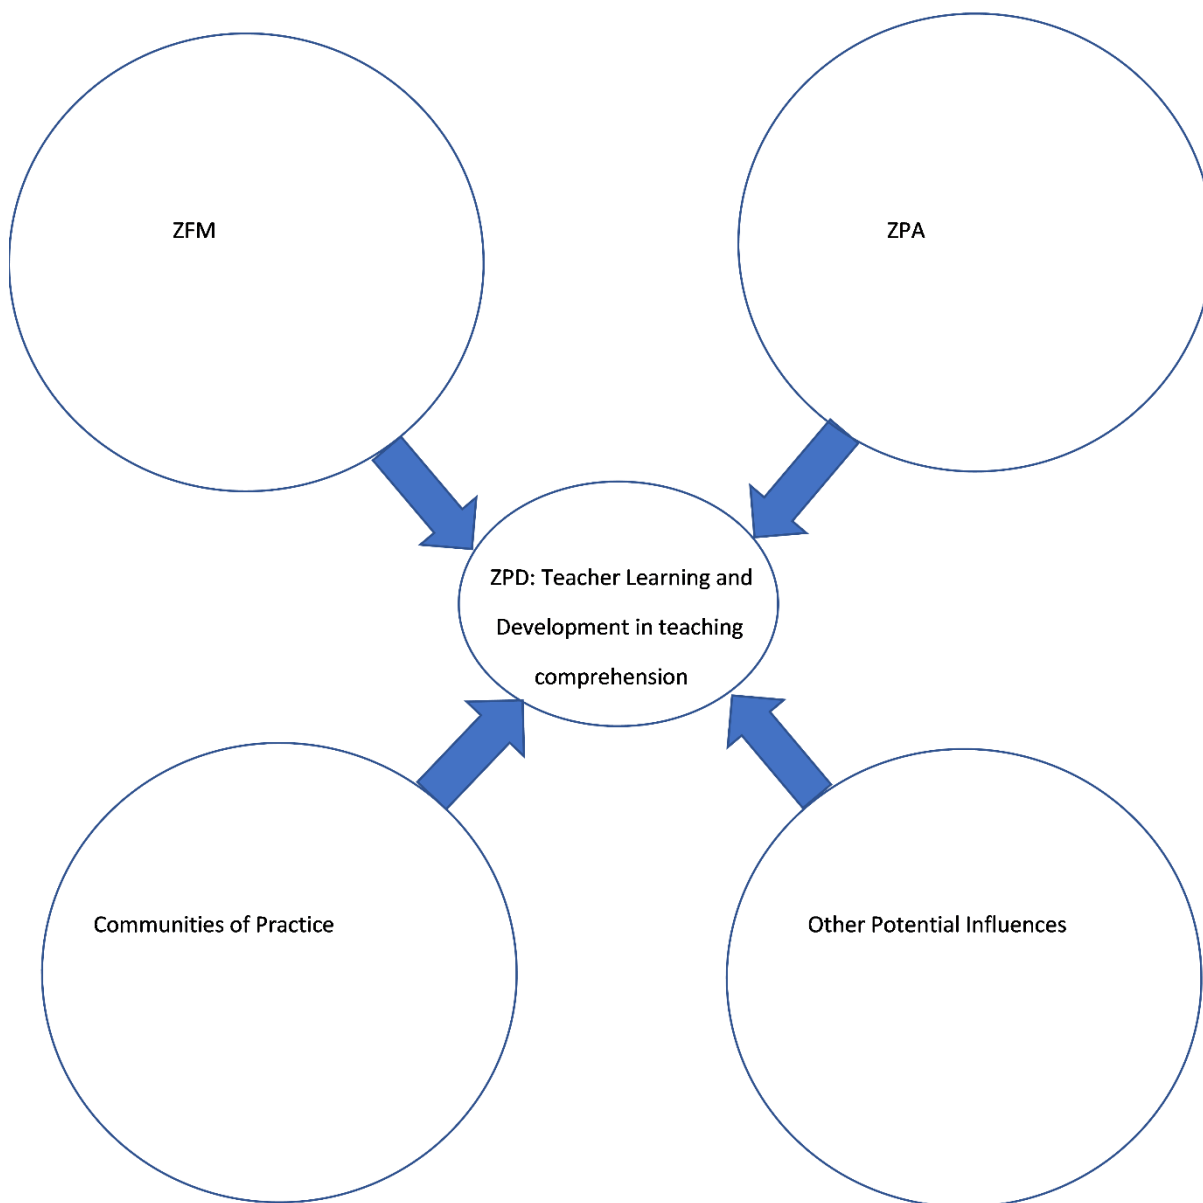 ZFM
ZPA
ZPD: Teacher Learning and
Development in teaching
comprehension
Communities of Practice
Other Potential Influences